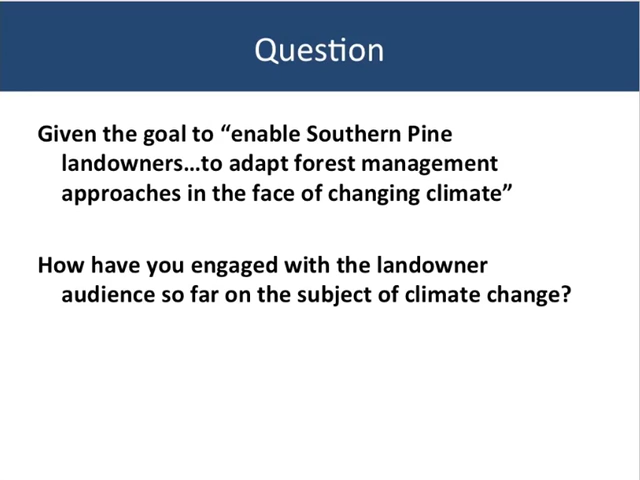 Question
Given the goal to “enable Southern Pine
landowners…to adapt forest management
approaches in the face of changing climate”
How have you engaged with the landowner
audience so far on the subject of climate change?